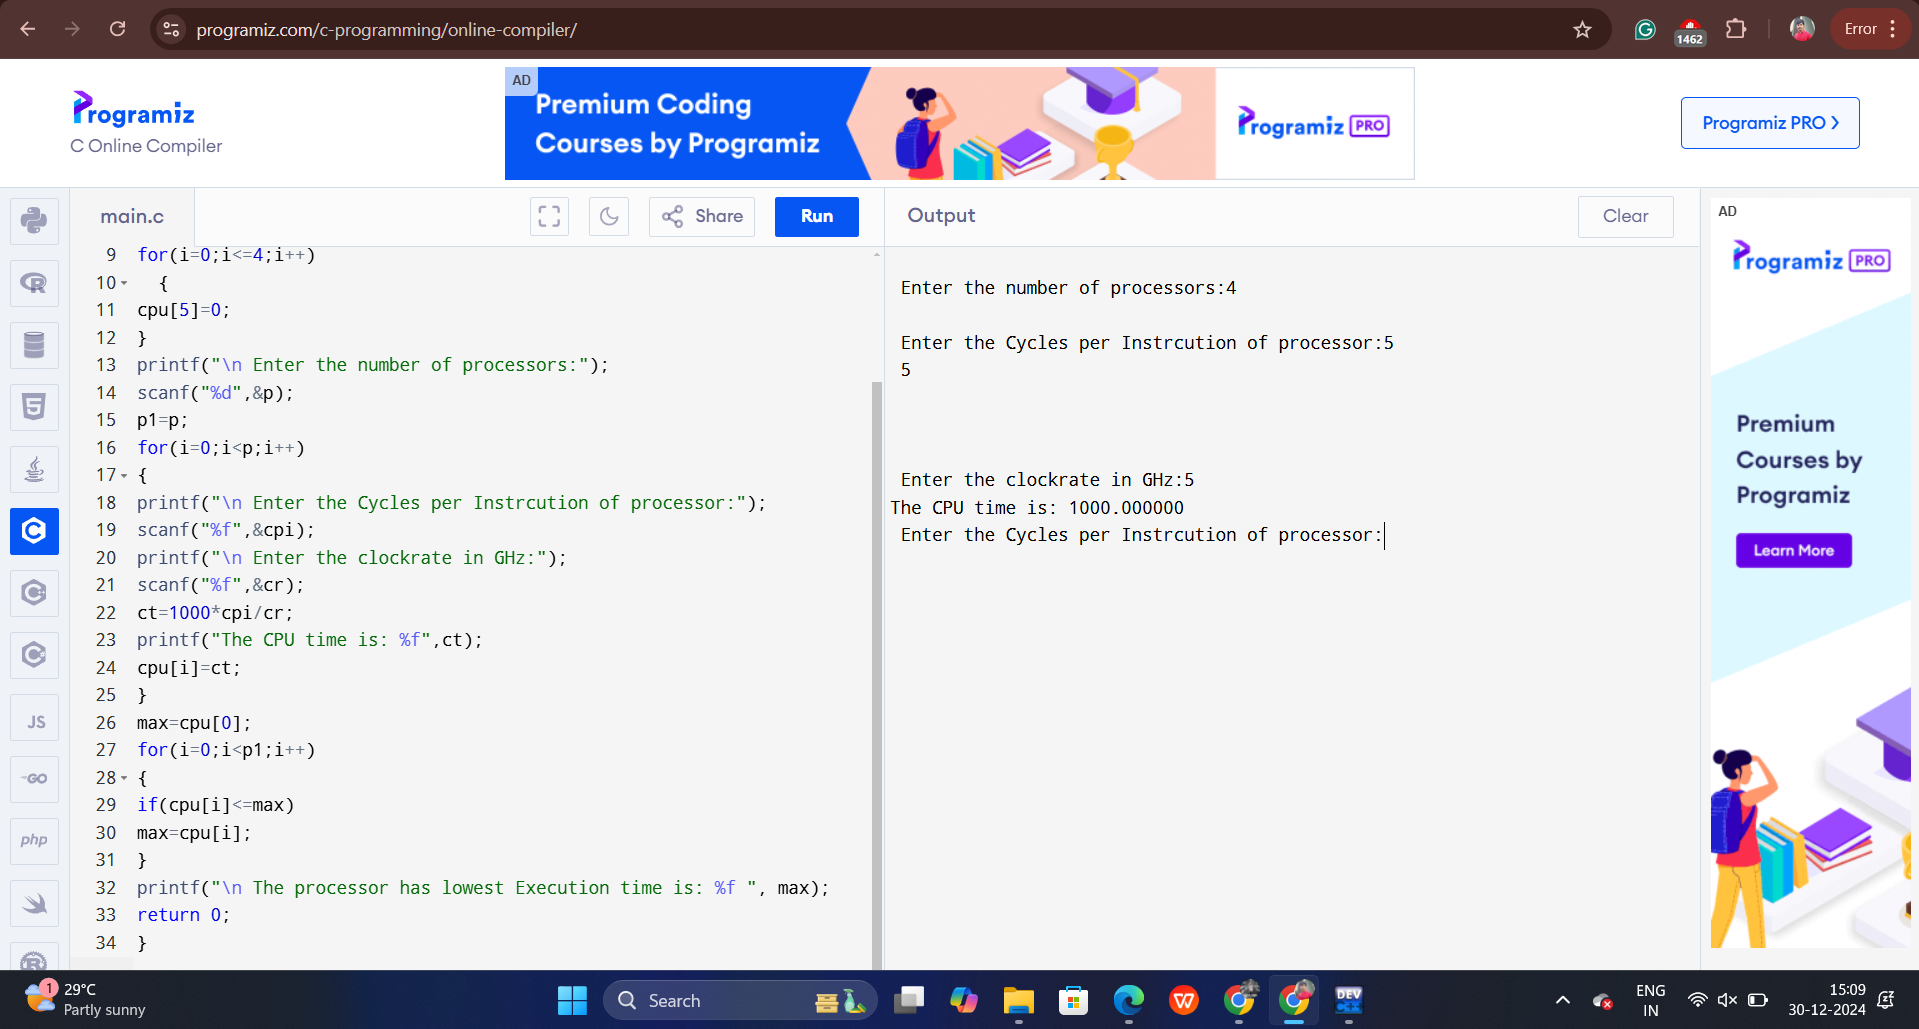 programiz.com/c-programming/online-compiler/
1462
Error
Programiz
C Online Compiler
AD
Premium Coding
Courses by Programiz
Programiz PRO
Programiz PRO
main.c
Share
Run
Output
Clear
9 for(i=0;i<=4;i++)
10 {
11 cpu[5]=0;
12 }
13 printf("\n Enter the number of processors:");
14 scanf("%d",&p);
15 p1=p;
16 for(i=0;i<p;i++)
17 {
18 printf("\n Enter the Cycles per Instrcution of processor:");
19 scanf("%f",&cpi);
20 printf("\n Enter the clockrate in GHz:");
21 scanf("%f",&cr);
22 ct=1000*cpi/cr;
23 printf("The CPU time is: %f",ct);
24 cpu[i]=ct;
25 }
26 max=cpu[0];
27 for(i=0;i<p1;i++)
28 {
29 if(cpu[i]<=max)
30 max=cpu[i];
31 }
32 printf("\n The processor has lowest Execution time is: %f ", max);
33 return 0;
34 }
Enter the number of processors:4
Enter the Cycles per Instrcution of processor:5
5
Enter the clockrate in GHz:5
The CPU time is: 1000.000000
Enter the Cycles per Instrcution of processor:
AD
Programiz PRO
Premium
Courses by
Programiz
Learn More
JS
GO
php
1
29°C
Partly sunny
Search
DEV
ENG
IN
15:09
30-12-2024